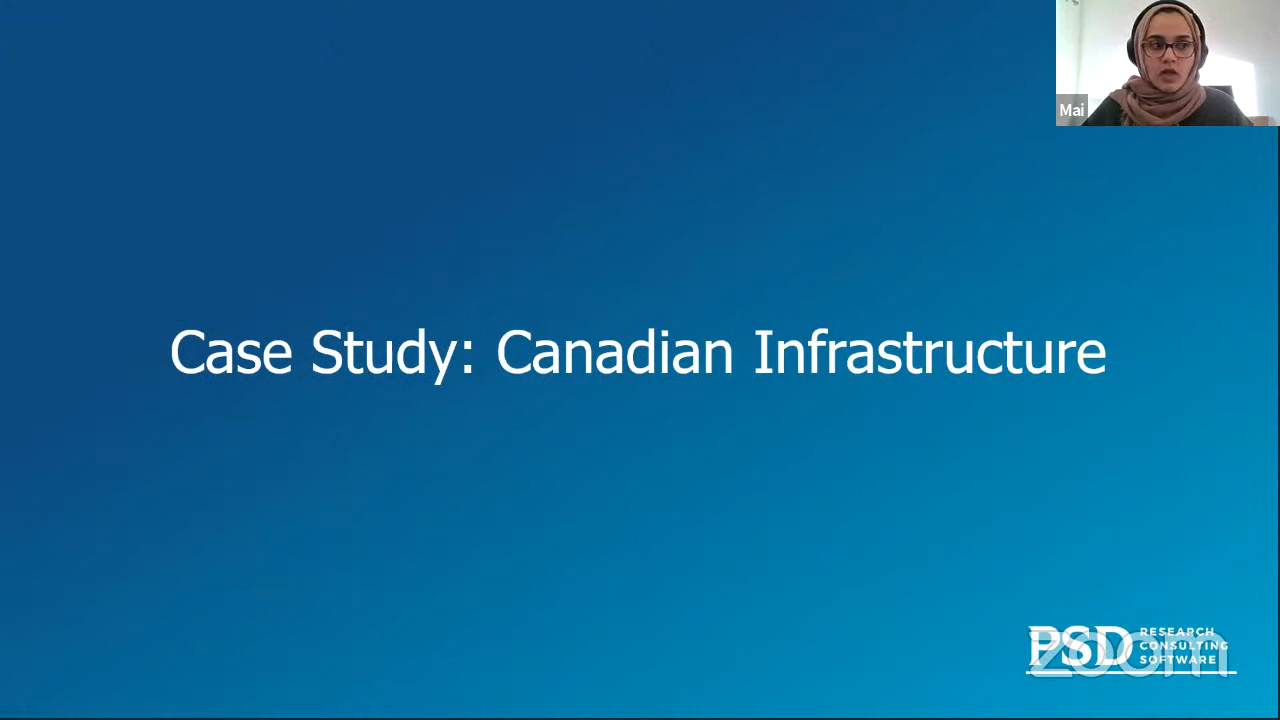 Mai
Case Study: Canadian Infrastructure
PSD
RESEARCH
CONSULTING
SOFTWARE
zoom